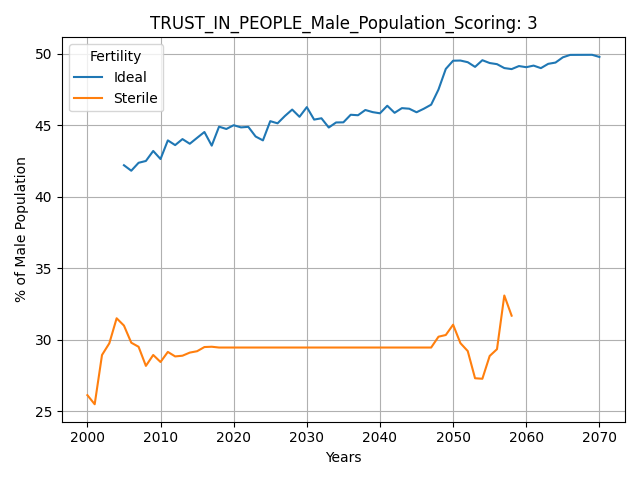 TRUST_IN_PEOPLE_Male_Population_Scoring: 3
Fertility
Ideal
Sterile
% of Male Population
50
45
40
35
30
25
2000 2010 2020 2030 2040 2050 2060 2070
Years